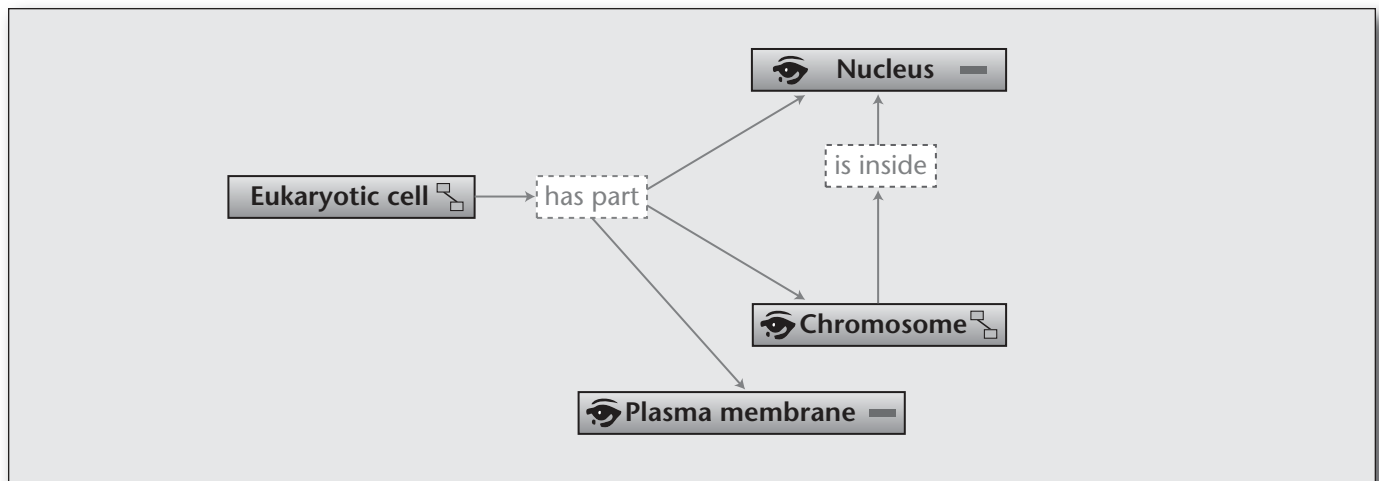 Nucleus
is inside
Eukaryotic cell
has part
Chromosome
Plasma membrane